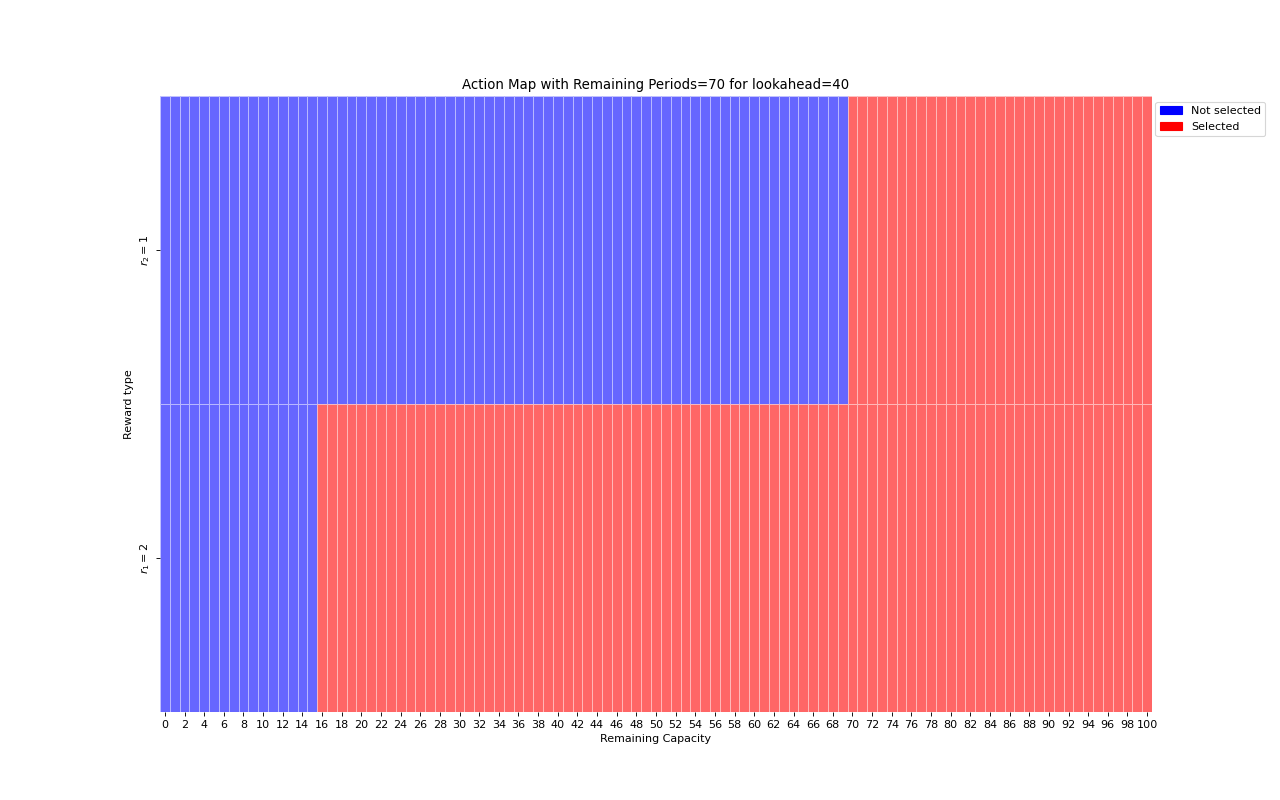 Action Map with Remaining Periods=70 for lookahead=40
Not selected
Selected
r₂ = 1
Reward type
r₁ = 2
0 2 4 6 8 10 12 14 16 18 20 22 24 26 28 30 32 34 36 38 40 42 44 46 48 50 52 54 56 58 60 62 64 66 68 70 72 74 76 78 80 82 84 86 88 90 92 94 96 98 100
Remaining Capacity